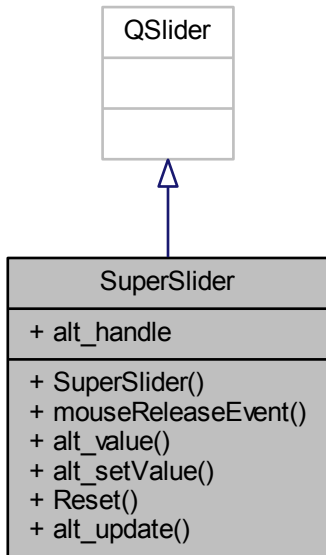 QSlider
SuperSlider
+ alt_handle
+ SuperSlider()
+ mouseReleaseEvent()
+ alt_value()
+ alt_setValue()
+ Reset()
+ alt_update()